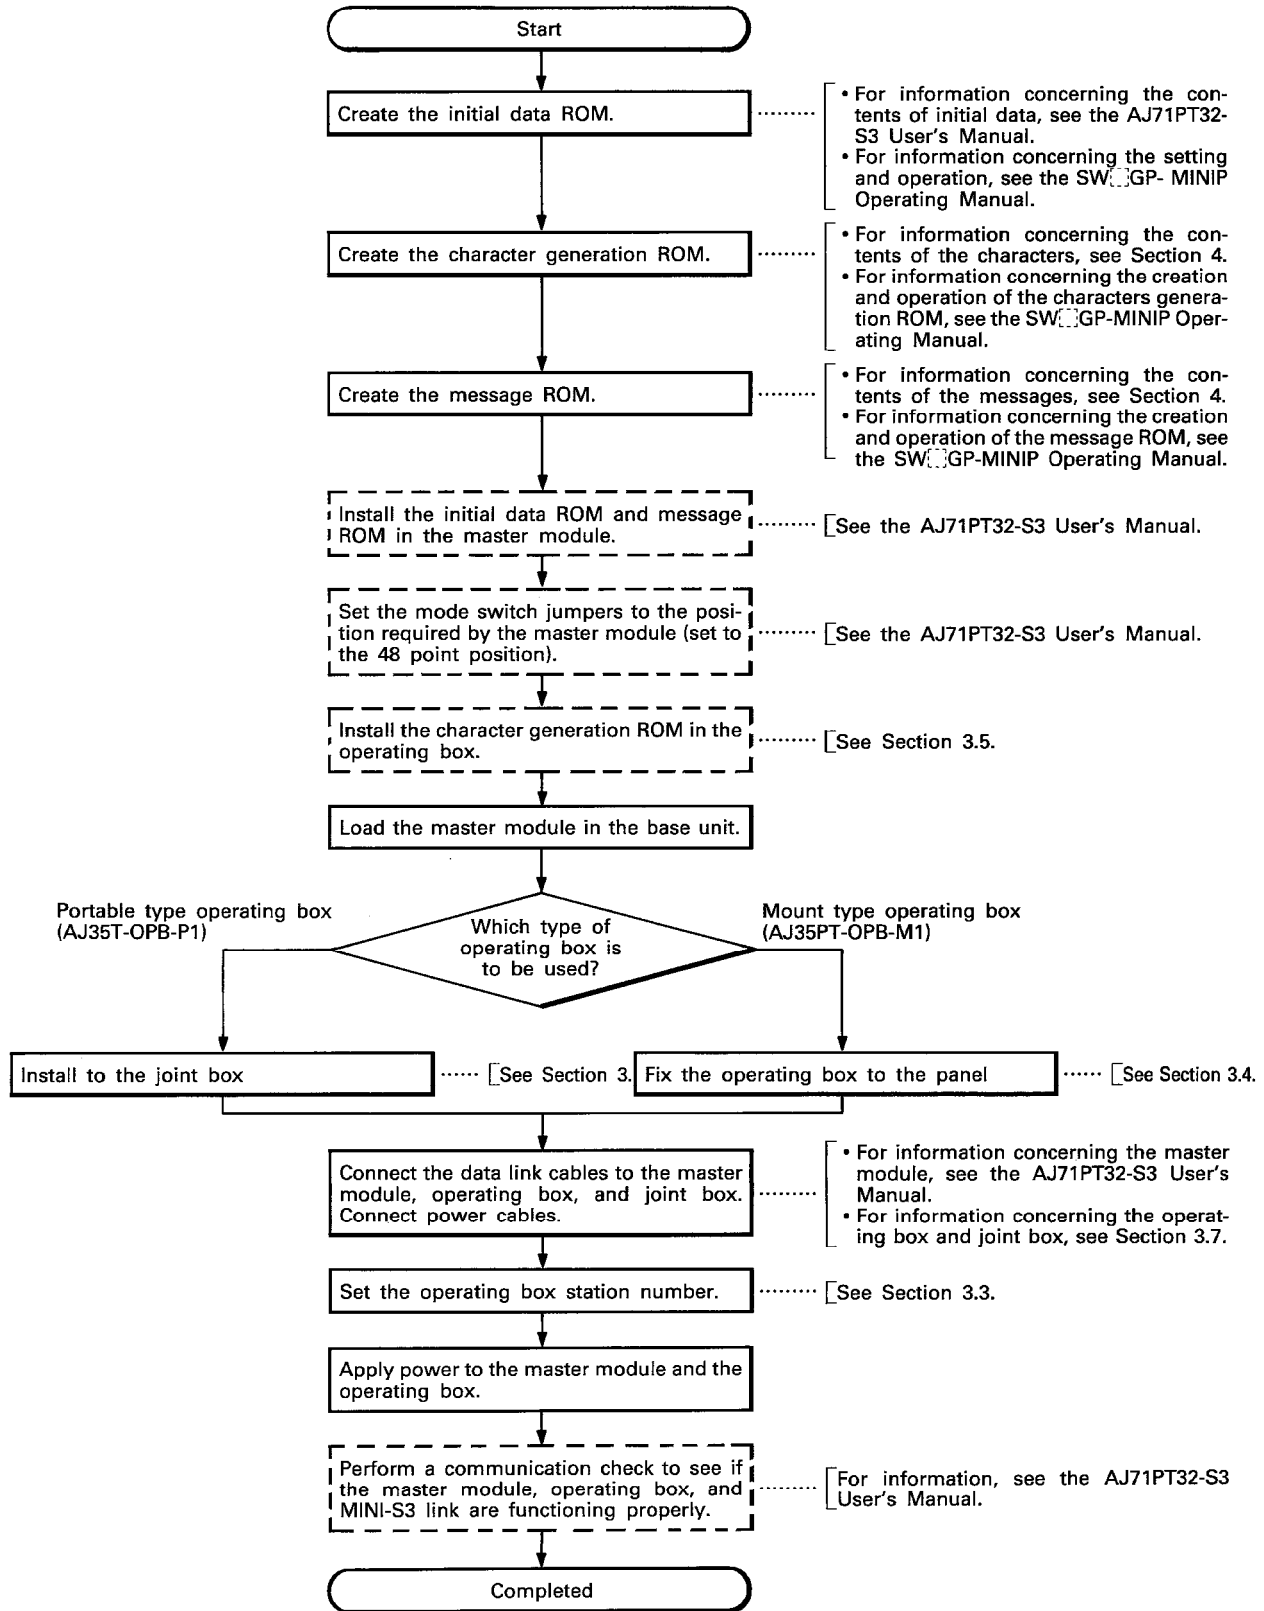 Start
Create the initial data ROM.
• For information concerning the con-
tents of initial data, see the AJ71PT32-
S3 User's Manual.
• For information concerning the setting
and operation, see the SW[ ]GP- MINIP
Operating Manual.
Create the character generation ROM.
• For information concerning the con-
tents of the characters, see Section 4.
• For information concerning the creation
and operation of the characters genera-
tion ROM, see the SW[ ]GP-MINIP Oper-
ating Manual.
Create the message ROM.
• For information concerning the con-
tents of the messages, see Section 4.
• For information concerning the creation
and operation of the message ROM, see
the SW[ ]GP-MINIP Operating Manual.
Install the initial data ROM and message
ROM in the master module.
See the AJ71PT32-S3 User's Manual.
Set the mode switch jumpers to the posi-
tion required by the master module (set to
the 48 point position).
See the AJ71PT32-S3 User's Manual.
Install the character generation ROM in the
operating box.
See Section 3.5.
Load the master module in the base unit.
Portable type operating box
(AJ35T-OPB-P1)
Which type of
operating box is
to be used?
Mount type operating box
(AJ35PT-OPB-M1)
Install to the joint box
See Section 3.
Fix the operating box to the panel
See Section 3.4.
Connect the data link cables to the master
module, operating box, and joint box.
Connect power cables.
• For information concerning the master
module, see the AJ71PT32-S3 User's
Manual.
• For information concerning the operat-
ing box and joint box, see Section 3.7.
Set the operating box station number.
See Section 3.3.
Apply power to the master module and the
operating box.
Perform a communication check to see if
the master module, operating box, and
MINI-S3 link are functioning properly.
For information, see the AJ71PT32-S3
User's Manual.
Completed